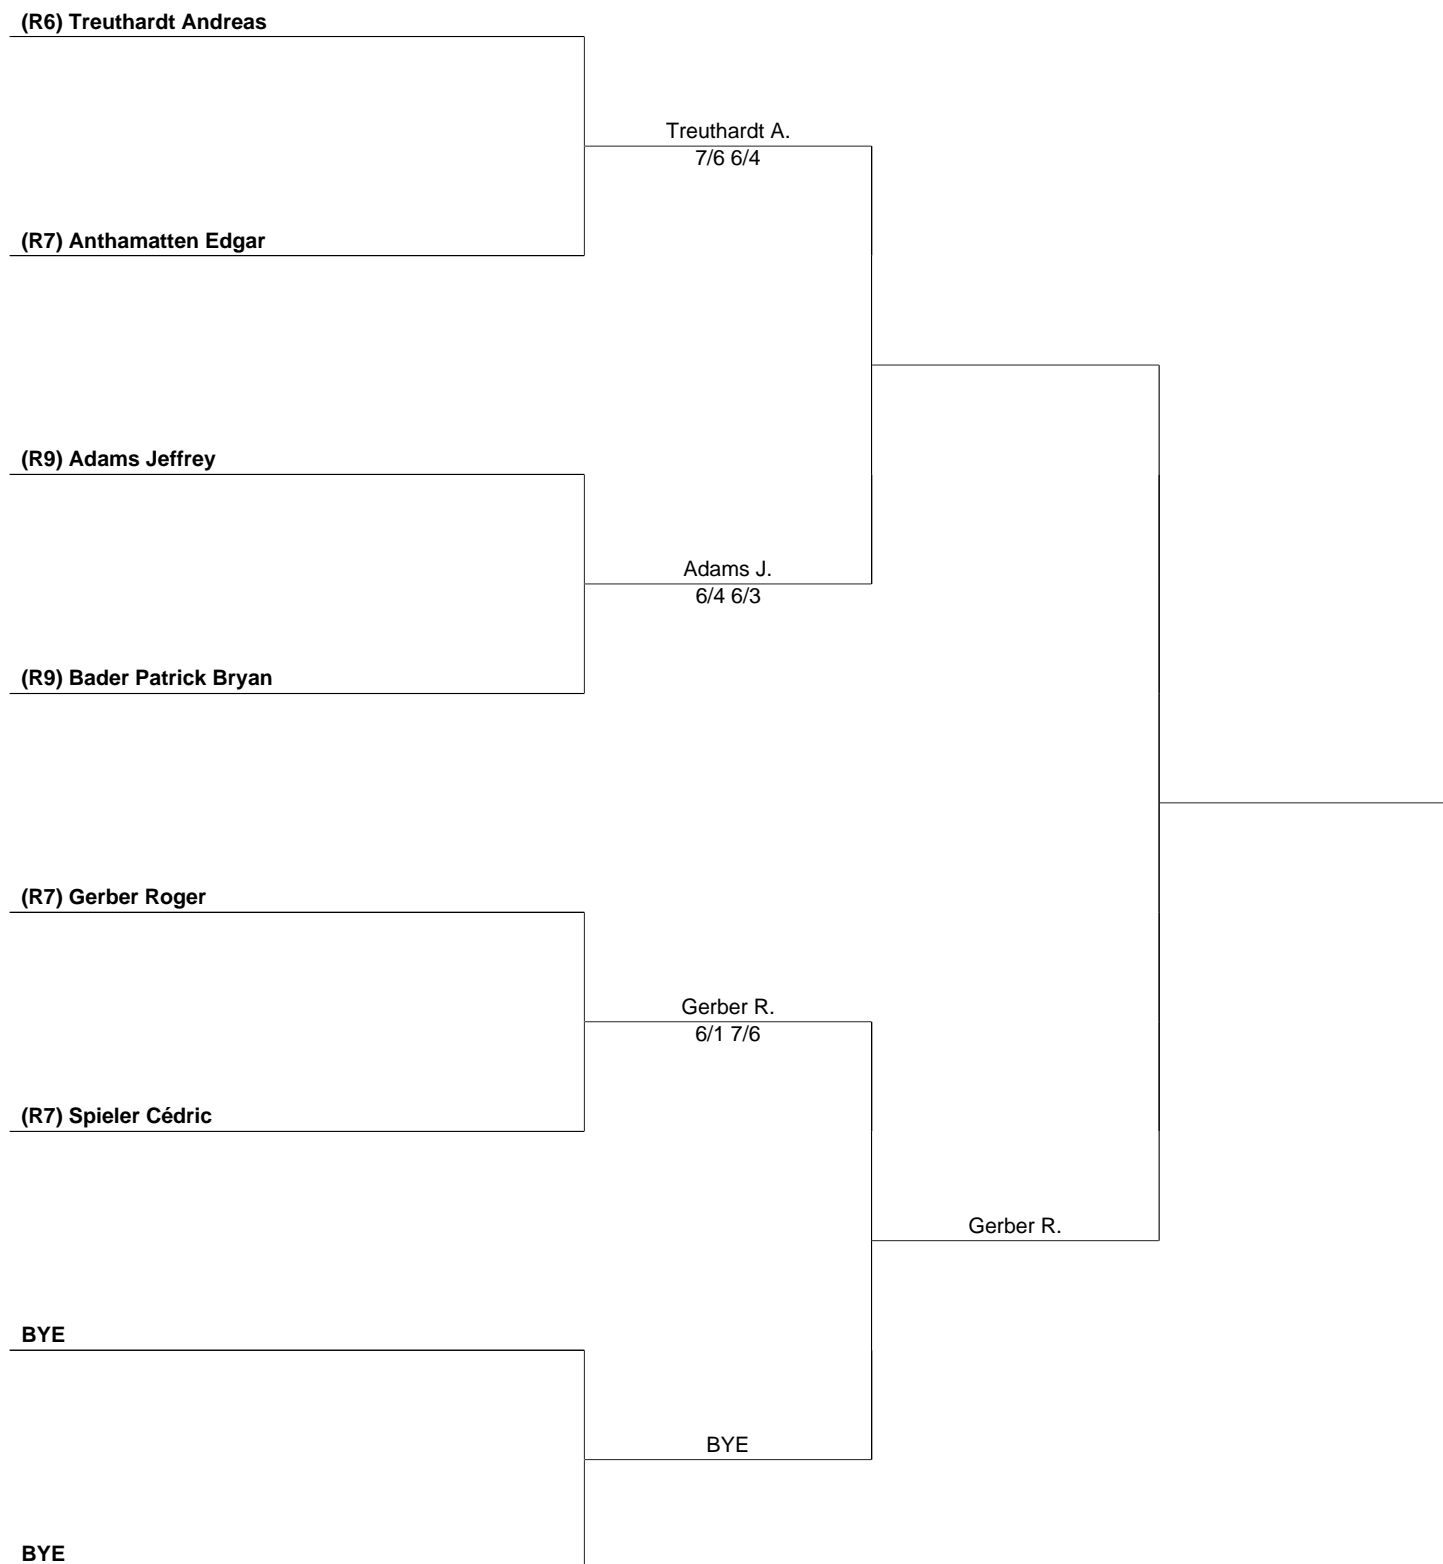 (R6) Treuthardt Andreas
Treuthardt A.
7/6 6/4
(R7) Anthamatten Edgar
(R9) Adams Jeffrey
Adams J.
6/4 6/3
(R9) Bader Patrick Bryan
(R7) Gerber Roger
Gerber R.
6/1 7/6
(R7) Spieler Cédric
Gerber R.
BYE
BYE
BYE